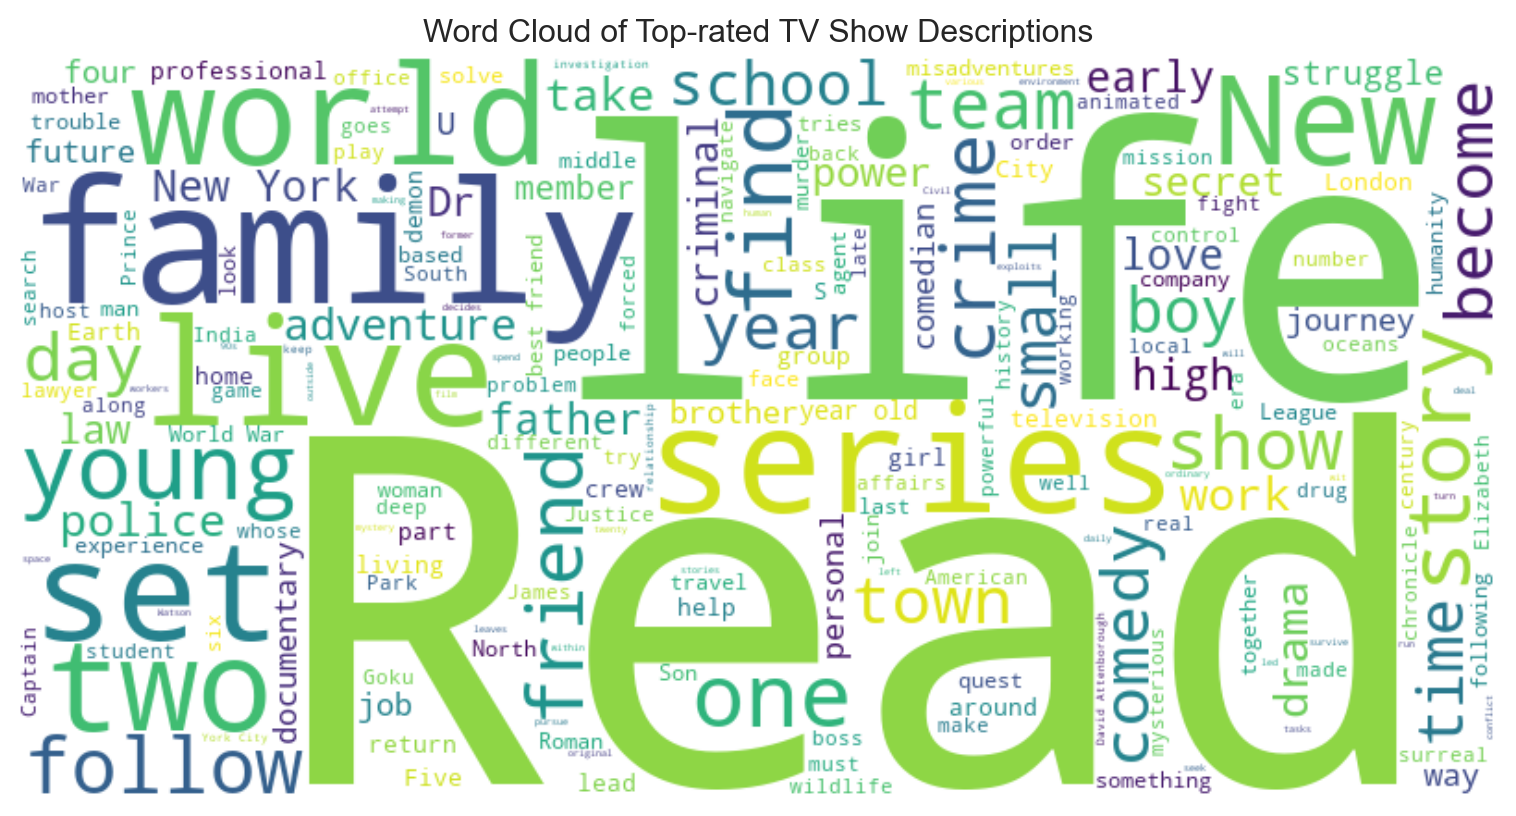 Word Cloud of Top-rated TV Show Descriptions
four
professional
office
solve
investigation
take
school
misadventures
various
environment
early
struggle
mother
world
attempt
animated
team
New
trouble
goes
U
criminal
navigate
find
tries
order
become
future
play
middle
back
murder
crime
City
mission
life
War
New York
making
Dr
demon
member
power
Civil
secret
London
family
former
human
fight
Prince
look
based
South
class
agent
late
comedian
small
love
control
number
humanity
search
host
man
decides
best friend
forced
S
exploits
company
Earth
live
India
adventure
people
year
group
history
working
boy
journey
day
90s
keep
spend
face
local
will
oceans
lawyer
workers
home
game
outside
film
problem
high
era
deal
along
father
brother
year old
television
League
story
law
World War
different
relationship
series
powerful
ordinary
show
chronicle century
young
try
girl
wit
Elizabeth
police
woman
friend
crew
affairs
well
work
drug
turn
deep
Justice
last
whose
mystery
part
twenty
personal
join
real
experience
Read
daily
comedy
space
set
documentary
living
Park
James
stories
travel
left
American
town
together
drama
survive
run
Watson
leaves
help
David Attenborough
mysterious
led
time
following
Captain
student
six
North
within
Son
made
two
Goku
one
quest
job
pursue
around
tasks
conflict
York City
return
Roman
original
boss
make
surreal
follow
Five
lead
must
wildlife
seek
something
way